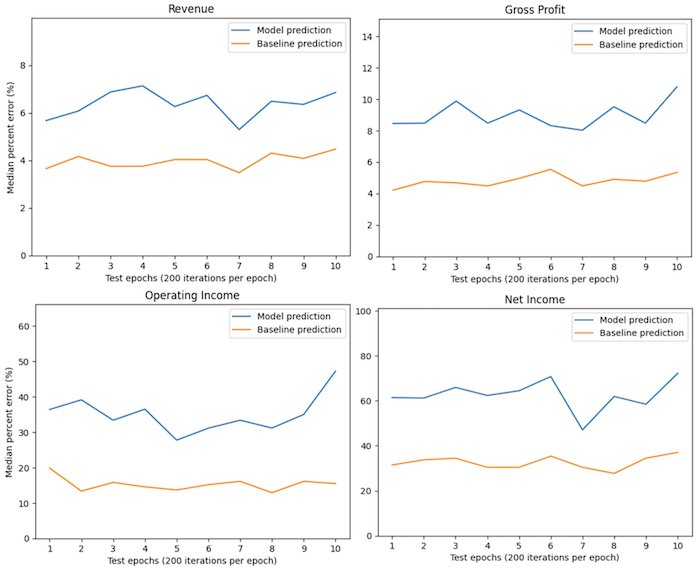 Revenue
Median percent error (%)
8
6
4
2
0
Model prediction
Baseline prediction
1 2 3 4 5 6 7 8 9 10
Test epochs (200 iterations per epoch)
Gross Profit
14
12
10
8
6
4
2
0
Model prediction
Baseline prediction
1 2 3 4 5 6 7 8 9 10
Test epochs (200 iterations per epoch)
Operating Income
Median percent error (%)
60
50
40
30
20
10
0
Model prediction
Baseline prediction
1 2 3 4 5 6 7 8 9 10
Test epochs (200 iterations per epoch)
Net Income
100
80
60
40
20
0
Model prediction
Baseline prediction
1 2 3 4 5 6 7 8 9 10
Test epochs (200 iterations per epoch)